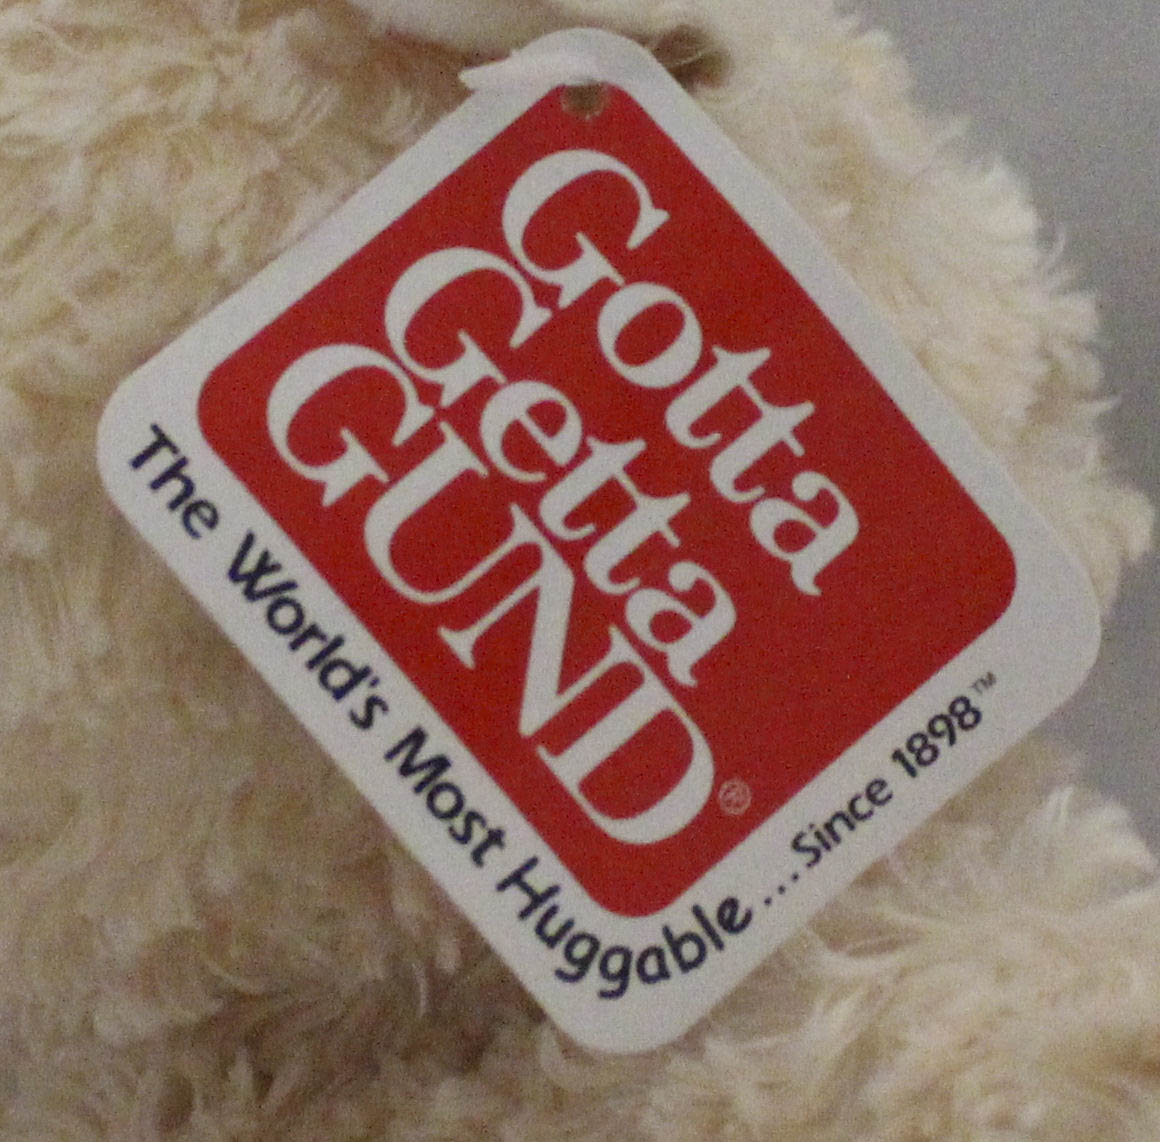 Gotta
Getta
GUND®
The World's Most Huggable...Since 1898™